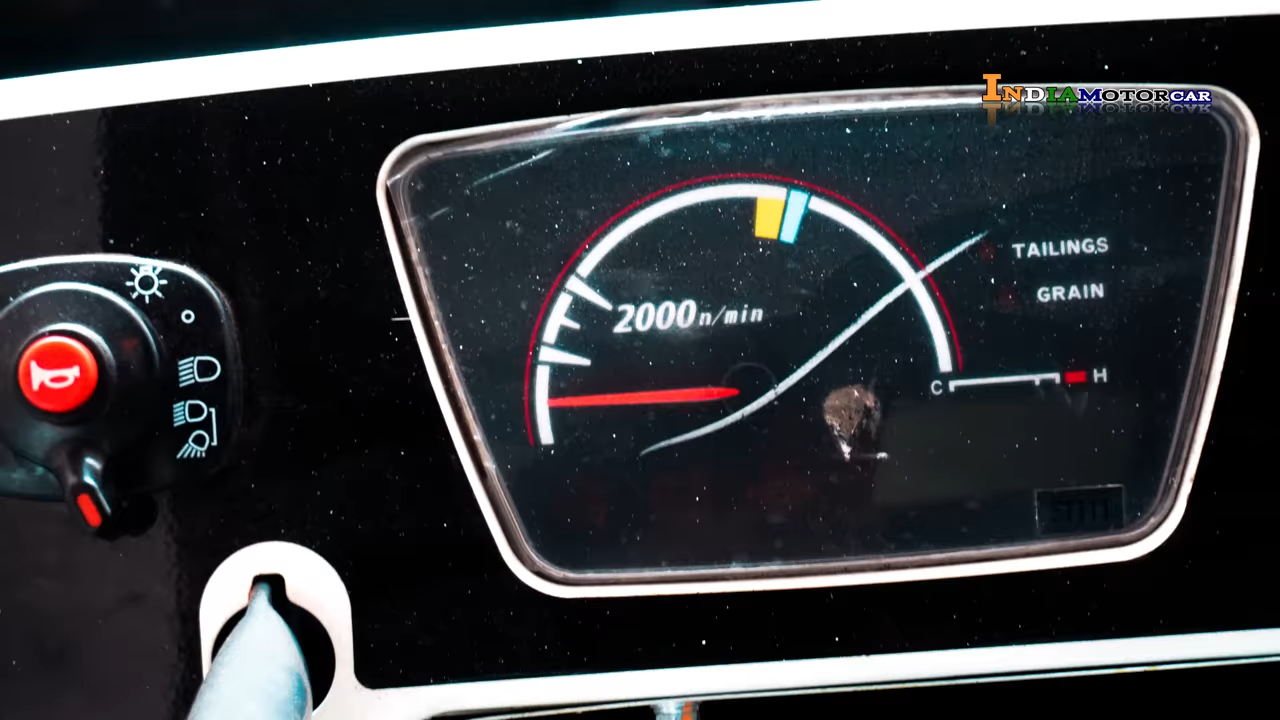 INDIAMOTORCAR
TAILINGS
GRAIN
2000n/min
C
H